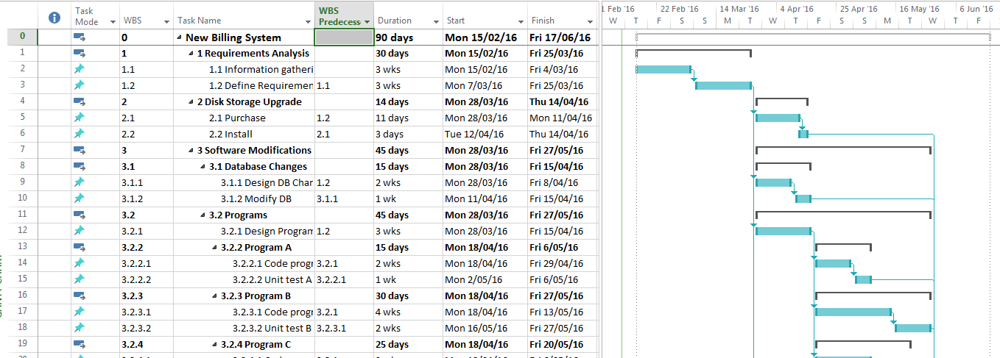 Task Mode WBS Task Name WBS Predecess Duration Start Finish
1 Feb '16 22 Feb '16 14 Mar '16 4 Apr '16 25 Apr '16 16 May '16 6 Jun '16
W T F S S M T W T F S S M T W T F
0 0 New Billing System 90 days Mon 15/02/16 Fri 17/06/16
1 1 1 Requirements Analysis 30 days Mon 15/02/16 Fri 25/03/16
2 1.1 1.1 Information gatheri 3 wks Mon 15/02/16 Fri 4/03/16
3 1.2 1.2 Define Requiremen 1.1 3 wks Mon 7/03/16 Fri 25/03/16
4 2 2 Disk Storage Upgrade 14 days Mon 28/03/16 Thu 14/04/16
5 2.1 2.1 Purchase 1.2 11 days Mon 28/03/16 Mon 11/04/16
6 2.2 2.2 Install 2.1 3 days Tue 12/04/16 Thu 14/04/16
7 3 3 Software Modifications 45 days Mon 28/03/16 Fri 27/05/16
8 3.1 3.1 Database Changes 15 days Mon 28/03/16 Fri 15/04/16
9 3.1.1 3.1.1 Design DB Char 1.2 2 wks Mon 28/03/16 Fri 8/04/16
10 3.1.2 3.1.2 Modify DB 3.1.1 1 wk Mon 11/04/16 Fri 15/04/16
11 3.2 3.2 Programs 45 days Mon 28/03/16 Fri 27/05/16
12 3.2.1 3.2.1 Design Program 1.2 3 wks Mon 28/03/16 Fri 15/04/16
13 3.2.2 3.2.2 Program A 15 days Mon 18/04/16 Fri 6/05/16
14 3.2.2.1 3.2.2.1 Code prog 3.2.1 2 wks Mon 18/04/16 Fri 29/04/16
15 3.2.2.2 3.2.2.2 Unit test A 3.2.2.1 1 wk Mon 2/05/16 Fri 6/05/16
16 3.2.3 3.2.3 Program B 30 days Mon 18/04/16 Fri 27/05/16
17 3.2.3.1 3.2.3.1 Code prog 3.2.1 4 wks Mon 18/04/16 Fri 13/05/16
18 3.2.3.2 3.2.3.2 Unit test B 3.2.3.1 2 wks Mon 16/05/16 Fri 27/05/16
19 3.2.4 3.2.4 Program C 25 days Mon 18/04/16 Fri 20/05/16